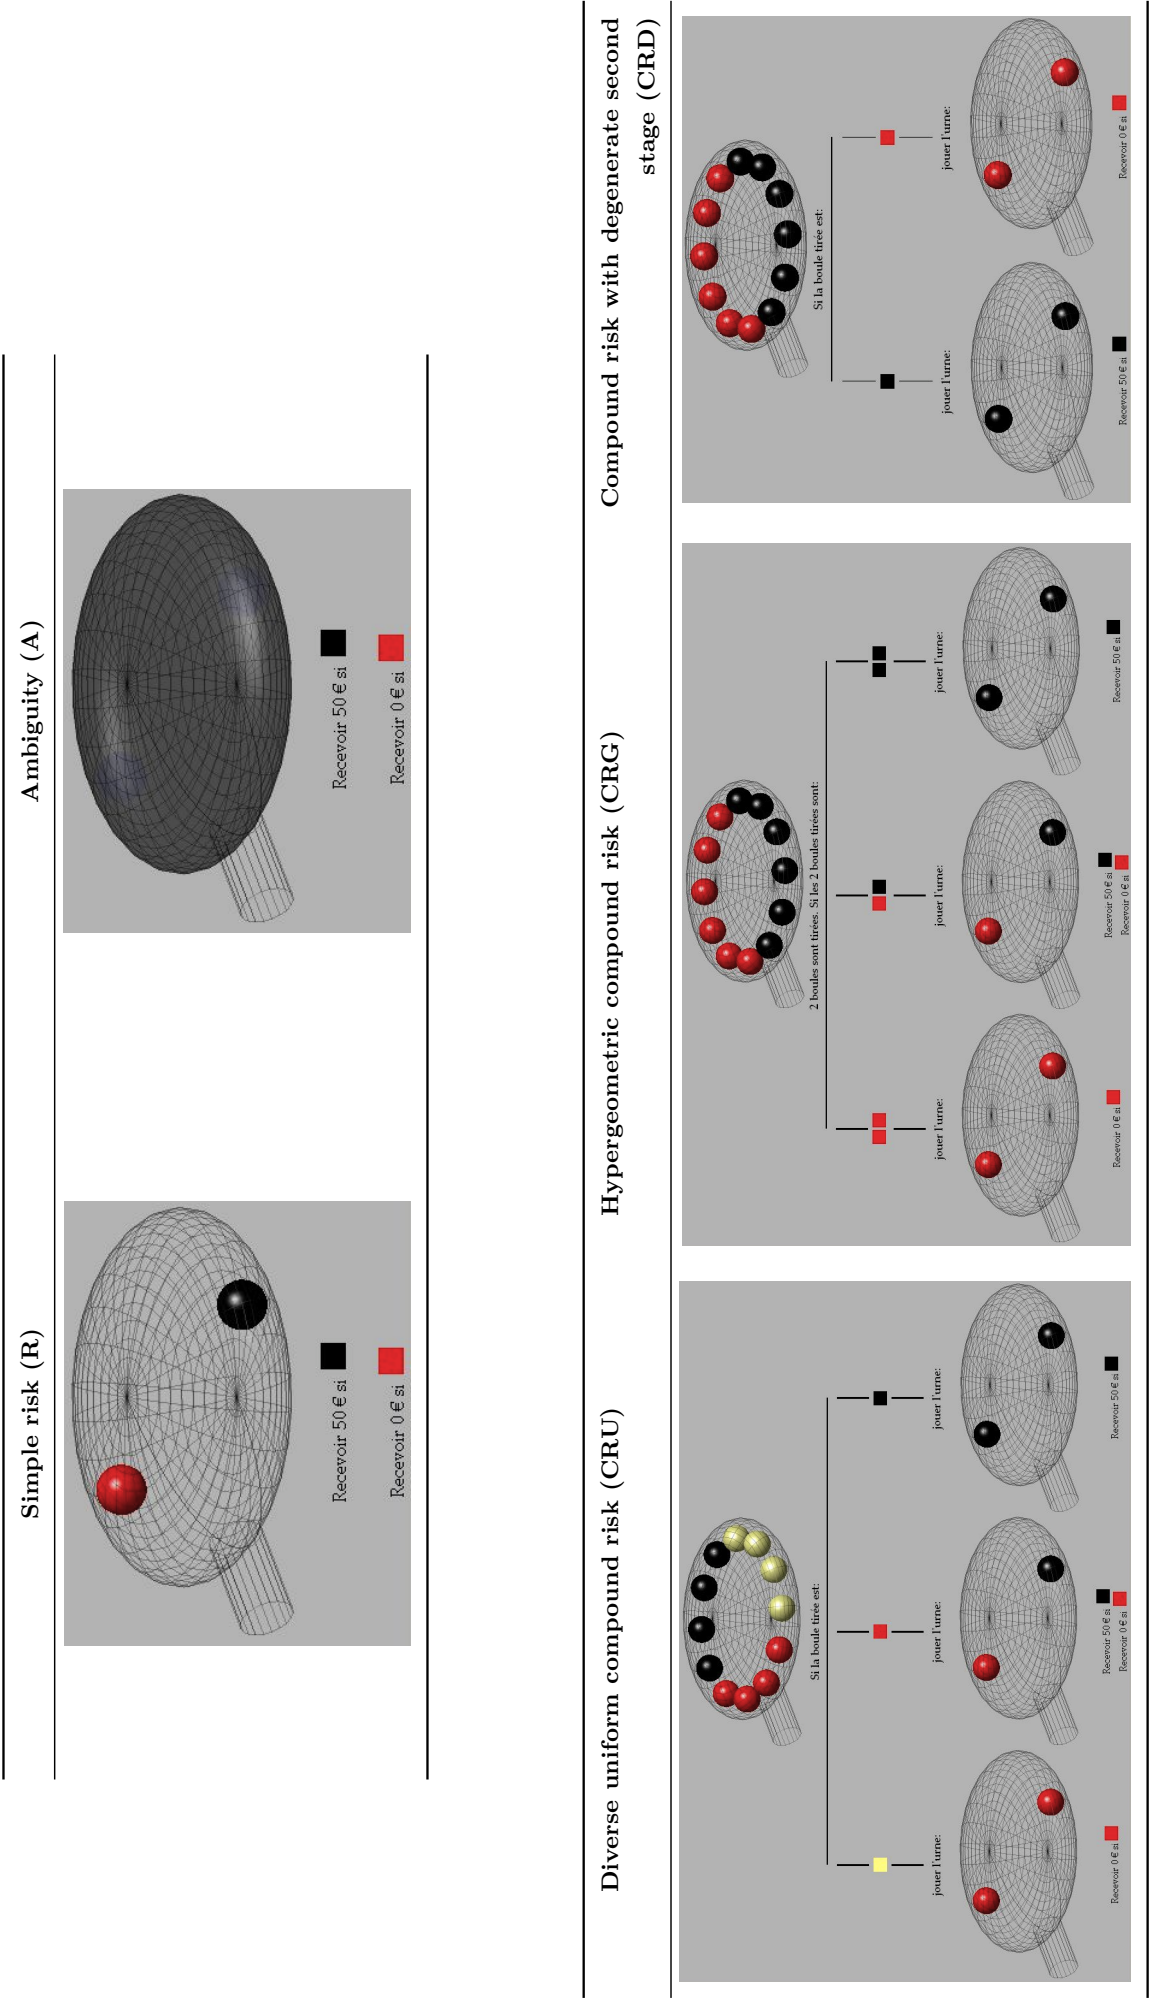 Simple risk (R)
Ambiguity (A)
Recevoir 50 € si
Recevoir 0 € si
Recevoir 50 € si
Recevoir 0 € si
Diverse uniform compound risk (CRU)
Hypergeometric compound risk (CRG)
Compound risk with degenerate second
stage (CRD)
Si la boule tirée est:
jouer l'urne:
jouer l'urne:
jouer l'urne:
Recevoir 0 € si
Recevoir 50 € si
Recevoir 0 € si
Recevoir 50 € si
2 boules sont tirées. Si les 2 boules tirées sont:
jouer l'urne:
jouer l'urne:
jouer l'urne:
Recevoir 0 € si
Recevoir 50 € si
Recevoir 0 € si
Recevoir 50 € si
Si la boule tirée est:
jouer l'urne:
jouer l'urne:
Recevoir 50 € si
Recevoir 0 € si